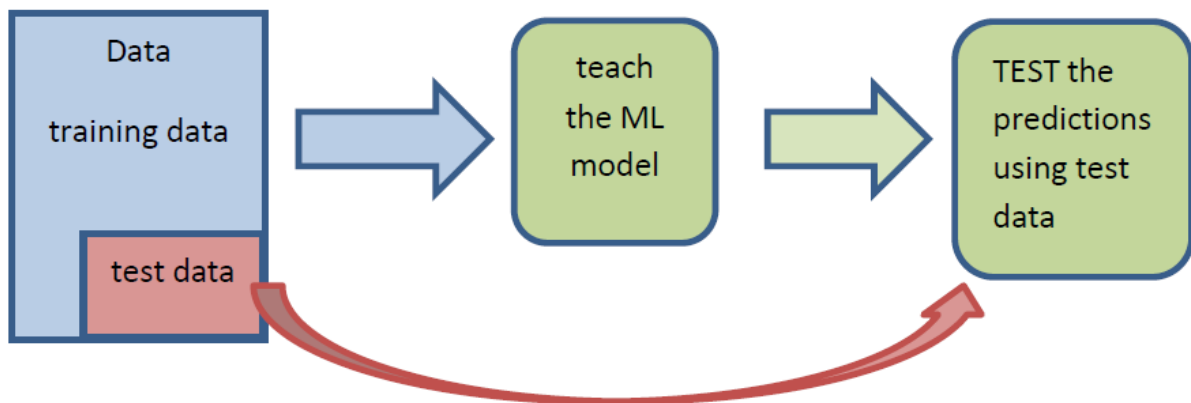 Data
training data
test data
teach
the ML
model
TEST the
predictions
using test
data